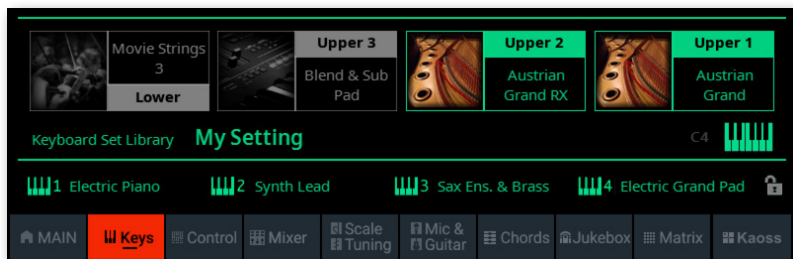 Movie Strings
3
Lower
Upper 3
Blend & Sub
Pad
Upper 2
Austrian
Grand RX
Upper 1
Austrian
Grand
Keyboard Set Library My Setting C4
1 Electric Piano 2 Synth Lead 3 Sax Ens. & Brass 4 Electric Grand Pad
MAIN Keys Control Mixer Scale Tuning Mic & Guitar Chords Jukebox Matrix Kaoss